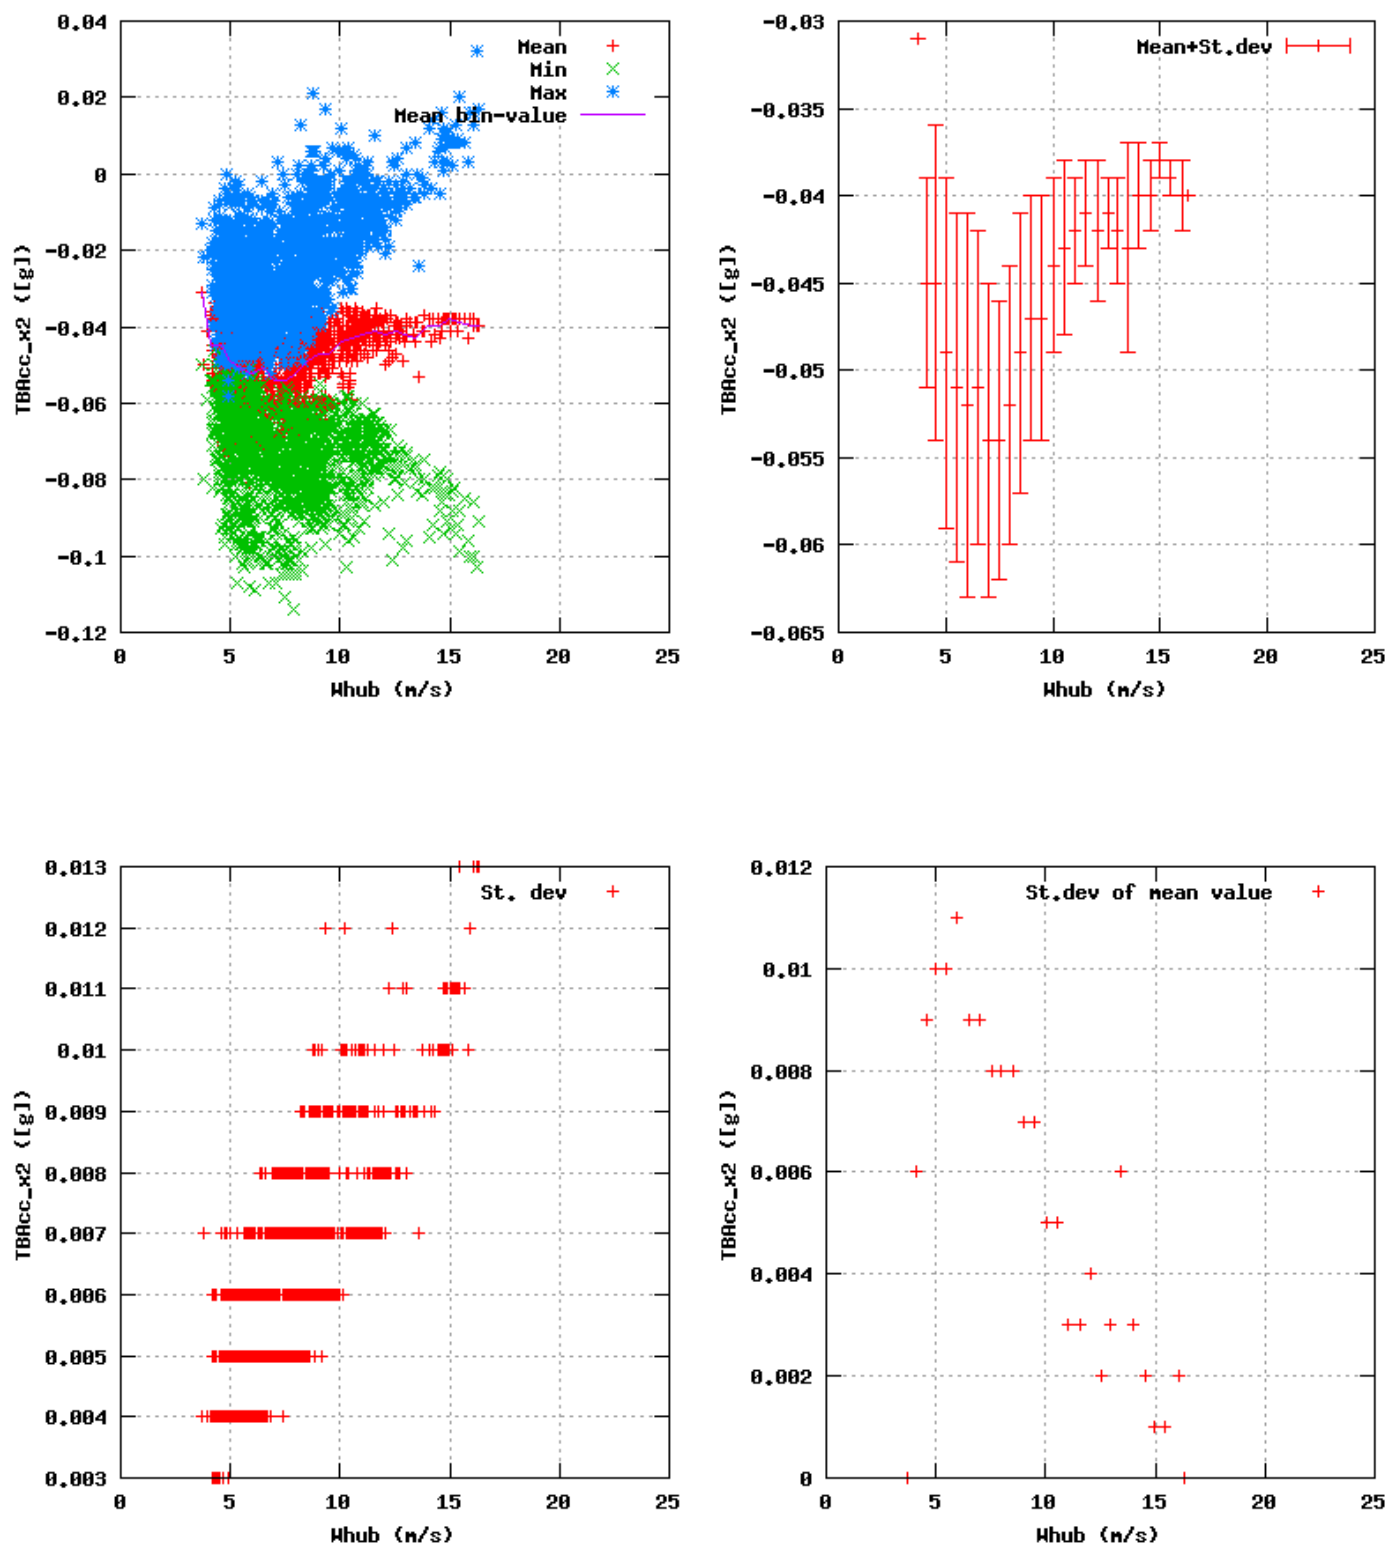 0.04
0.02
0
-0.02
-0.04
-0.06
-0.08
-0.1
-0.12
0 5 10 15 20 25
TBAcc_x2 ([g])
Whub (m/s)
Mean
Min
Max
Mean bin-value
-0.03
-0.035
-0.04
-0.045
-0.05
-0.055
-0.06
-0.065
0 5 10 15 20 25
TBAcc_x2 ([g])
Whub (m/s)
Mean+St.dev
0.013
0.012
0.011
0.01
0.009
0.008
0.007
0.006
0.005
0.004
0.003
0 5 10 15 20 25
TBAcc_x2 ([g])
Whub (m/s)
St. dev
0.012
0.01
0.008
0.006
0.004
0.002
0
0 5 10 15 20 25
TBAcc_x2 ([g])
Whub (m/s)
St.dev of mean value